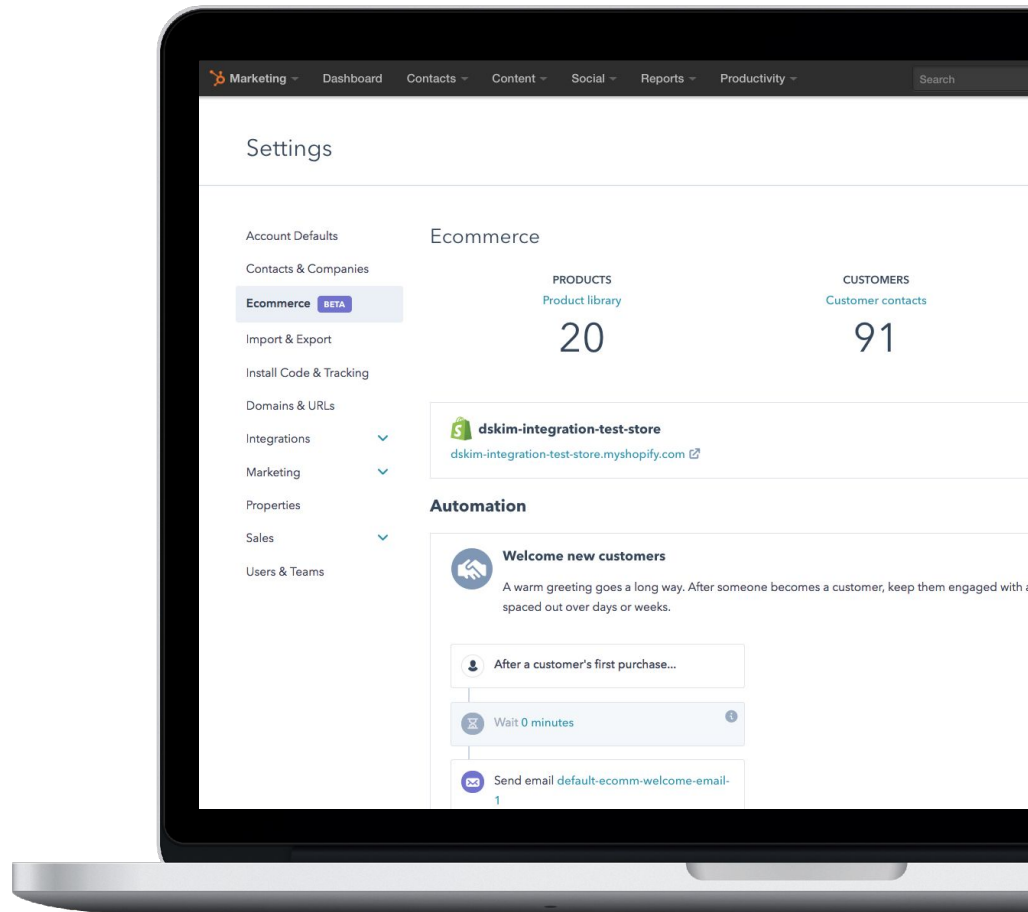 Marketing Dashboard Contacts Content Social Reports Productivity Search
Settings
Account Defaults
Contacts & Companies
Ecommerce BETA
Import & Export
Install Code & Tracking
Domains & URLs
Integrations
Marketing
Properties
Sales
Users & Teams
Ecommerce
PRODUCTS
Product library
20
CUSTOMERS
Customer contacts
91
dskim-integration-test-store
dskim-integration-test-store.myshopify.com
Automation
Welcome new customers
A warm greeting goes a long way. After someone becomes a customer, keep them engaged with a
spaced out over days or weeks.
After a customer's first purchase...
Wait 0 minutes
Send email default-ecomm-welcome-email-
1